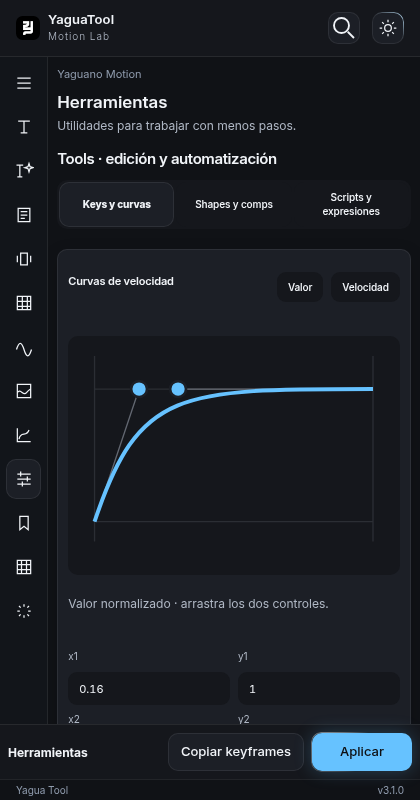 YaguaTool
Motion Lab
Yaguano Motion
Herramientas
Utilidades para trabajar con menos pasos.
Tools · edición y automatización
Keys y curvas
Shapes y comps
Scripts y
expresiones
Curvas de velocidad
Valor
Velocidad
Valor normalizado · arrastra los dos controles.
x1
y1
0.16
1
x2
y2
Herramientas
Copiar keyframes
Aplicar
Yagua Tool
v3.1.0